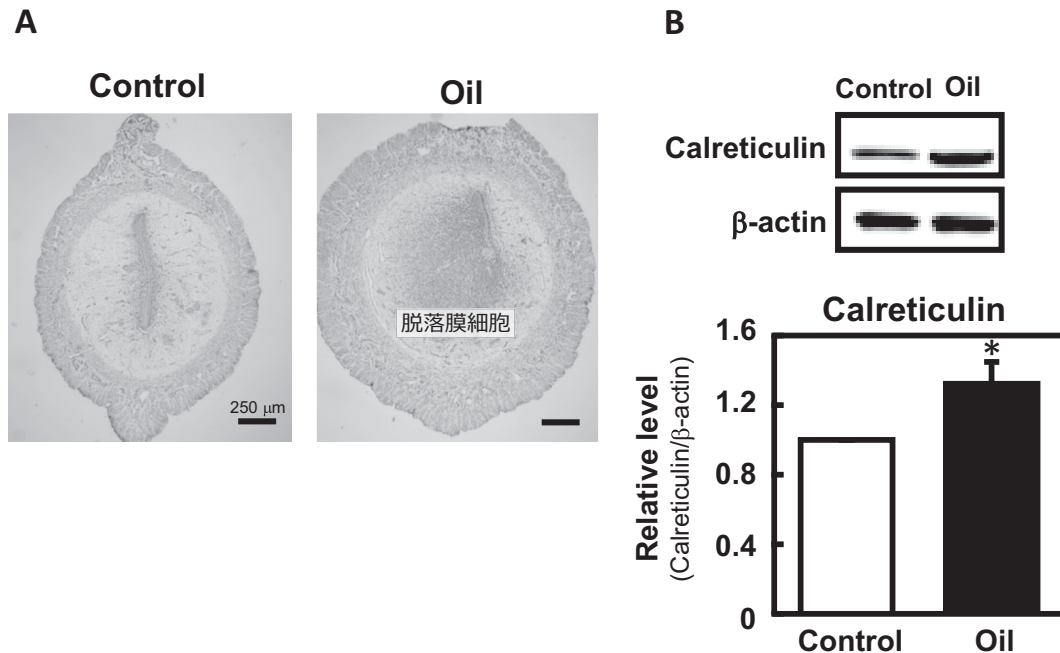 A
Control
Oil
脱落膜細胞
250 μm
B
Control Oil
Calreticulin
β-actin
Calreticulin
Relative level
(Calreticulin/β-actin)
1.6
*
1.2
0.8
0.4
0
Control
Oil